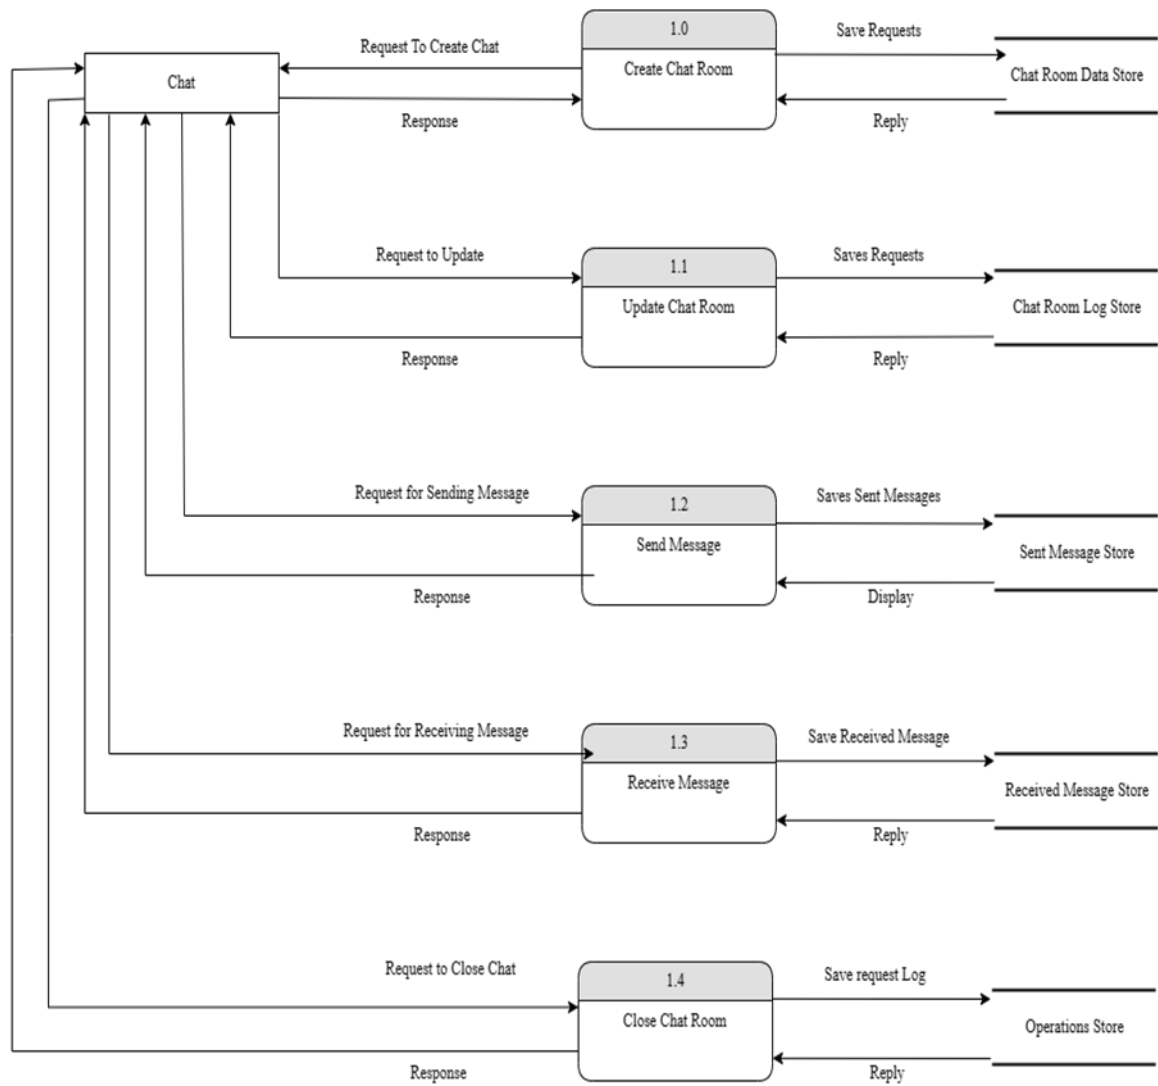 1.0
Save Requests
Request To Create Chat
Create Chat Room
Chat Room Data Store
Chat
Response
Reply
Request to Update
1.1
Saves Requests
Update Chat Room
Chat Room Log Store
Response
Reply
Request for Sending Message
1.2
Saves Sent Messages
Send Message
Sent Message Store
Response
Display
Request for Receiving Message
1.3
Save Received Message
Receive Message
Received Message Store
Response
Reply
Request to Close Chat
1.4
Save request Log
Close Chat Room
Operations Store
Response
Reply